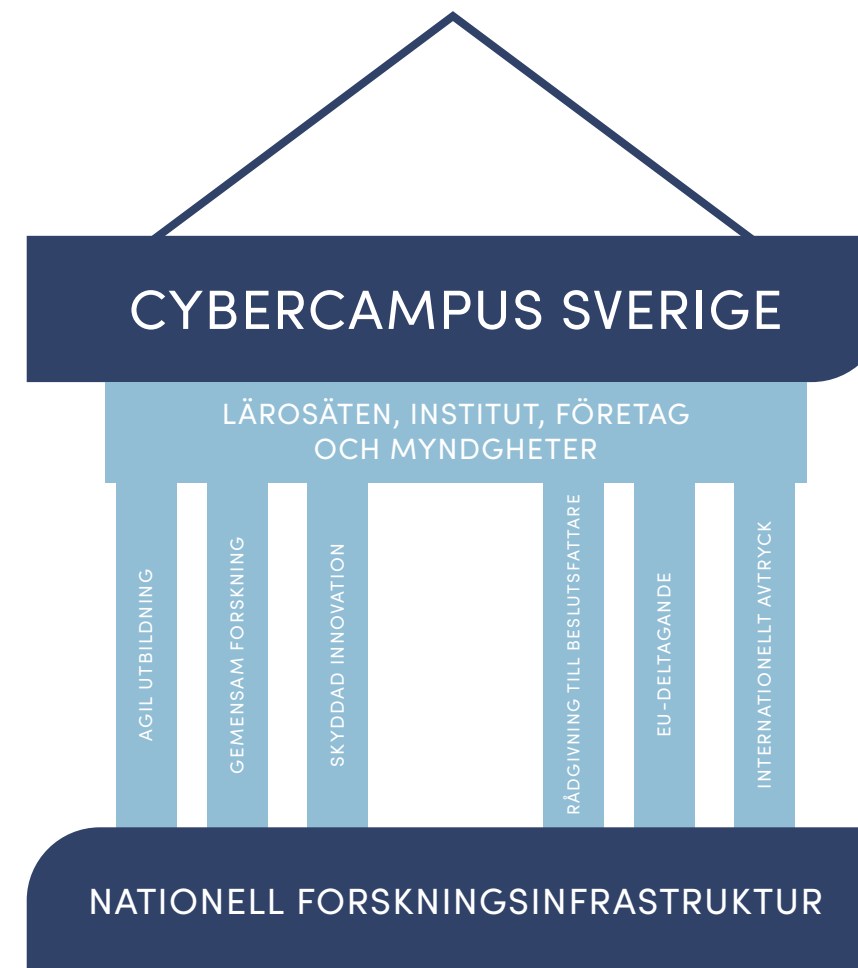 CYBERCAMPUS SVERIGE
LÄROSÄTEN, INSTITUT, FÖRETAG
OCH MYNDGHETER
AGIL UTBILDNING
GEMENSAM FORSKNING
SKYDDAD INNOVATION
RÅDGIVNING TILL BESLUTSFATTARE
EU-DELTAGANDE
INTERNATIONELLT AVTRYCK
NATIONELL FORSKNINGSINFRASTRUKTUR